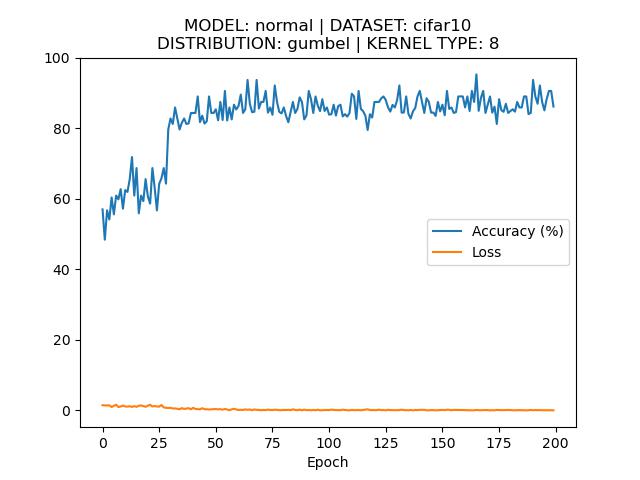 MODEL: normal | DATASET: cifar10
DISTRIBUTION: gumbel | KERNEL TYPE: 8
100
80
60
40
20
0
Accuracy (%)
Loss
0 25 50 75 100 125 150 175 200
Epoch